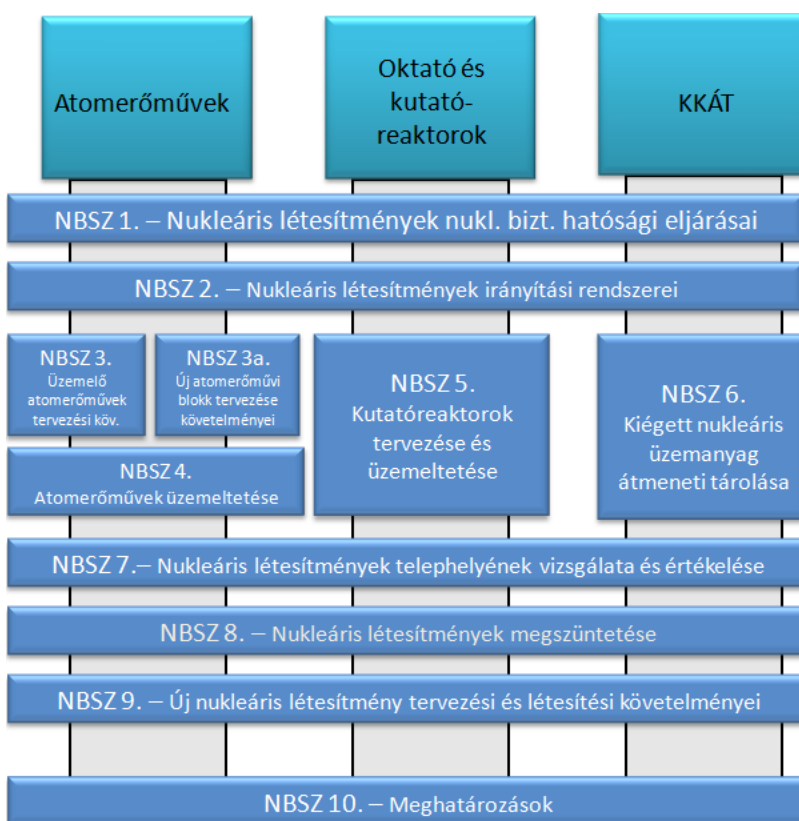 Atomerőművek
Oktató és
kutató-
reaktorok
KKÁT
NBSZ 1. – Nukleáris létesítmények nukl. bizt. hatósági eljárásai
NBSZ 2. – Nukleáris létesítmények irányítási rendszerei
NBSZ 3.
Üzemelő
atomerőművek
tervezési köv.
NBSZ 3a.
Új atomerőművi
blokk tervezése
követelményei
NBSZ 4.
Atomerőművek üzemeltetése
NBSZ 5.
Kutatóreaktorok
tervezése és
üzemeltetése
NBSZ 6.
Kiégett nukleáris
üzemanyag
átmeneti tárolása
NBSZ 7.– Nukleáris létesítmények telephelyének vizsgálata és értékelése
NBSZ 8. – Nukleáris létesítmények megszüntetése
NBSZ 9. – Új nukleáris létesítmény tervezési és létesítési követelményei
NBSZ 10. – Meghatározások